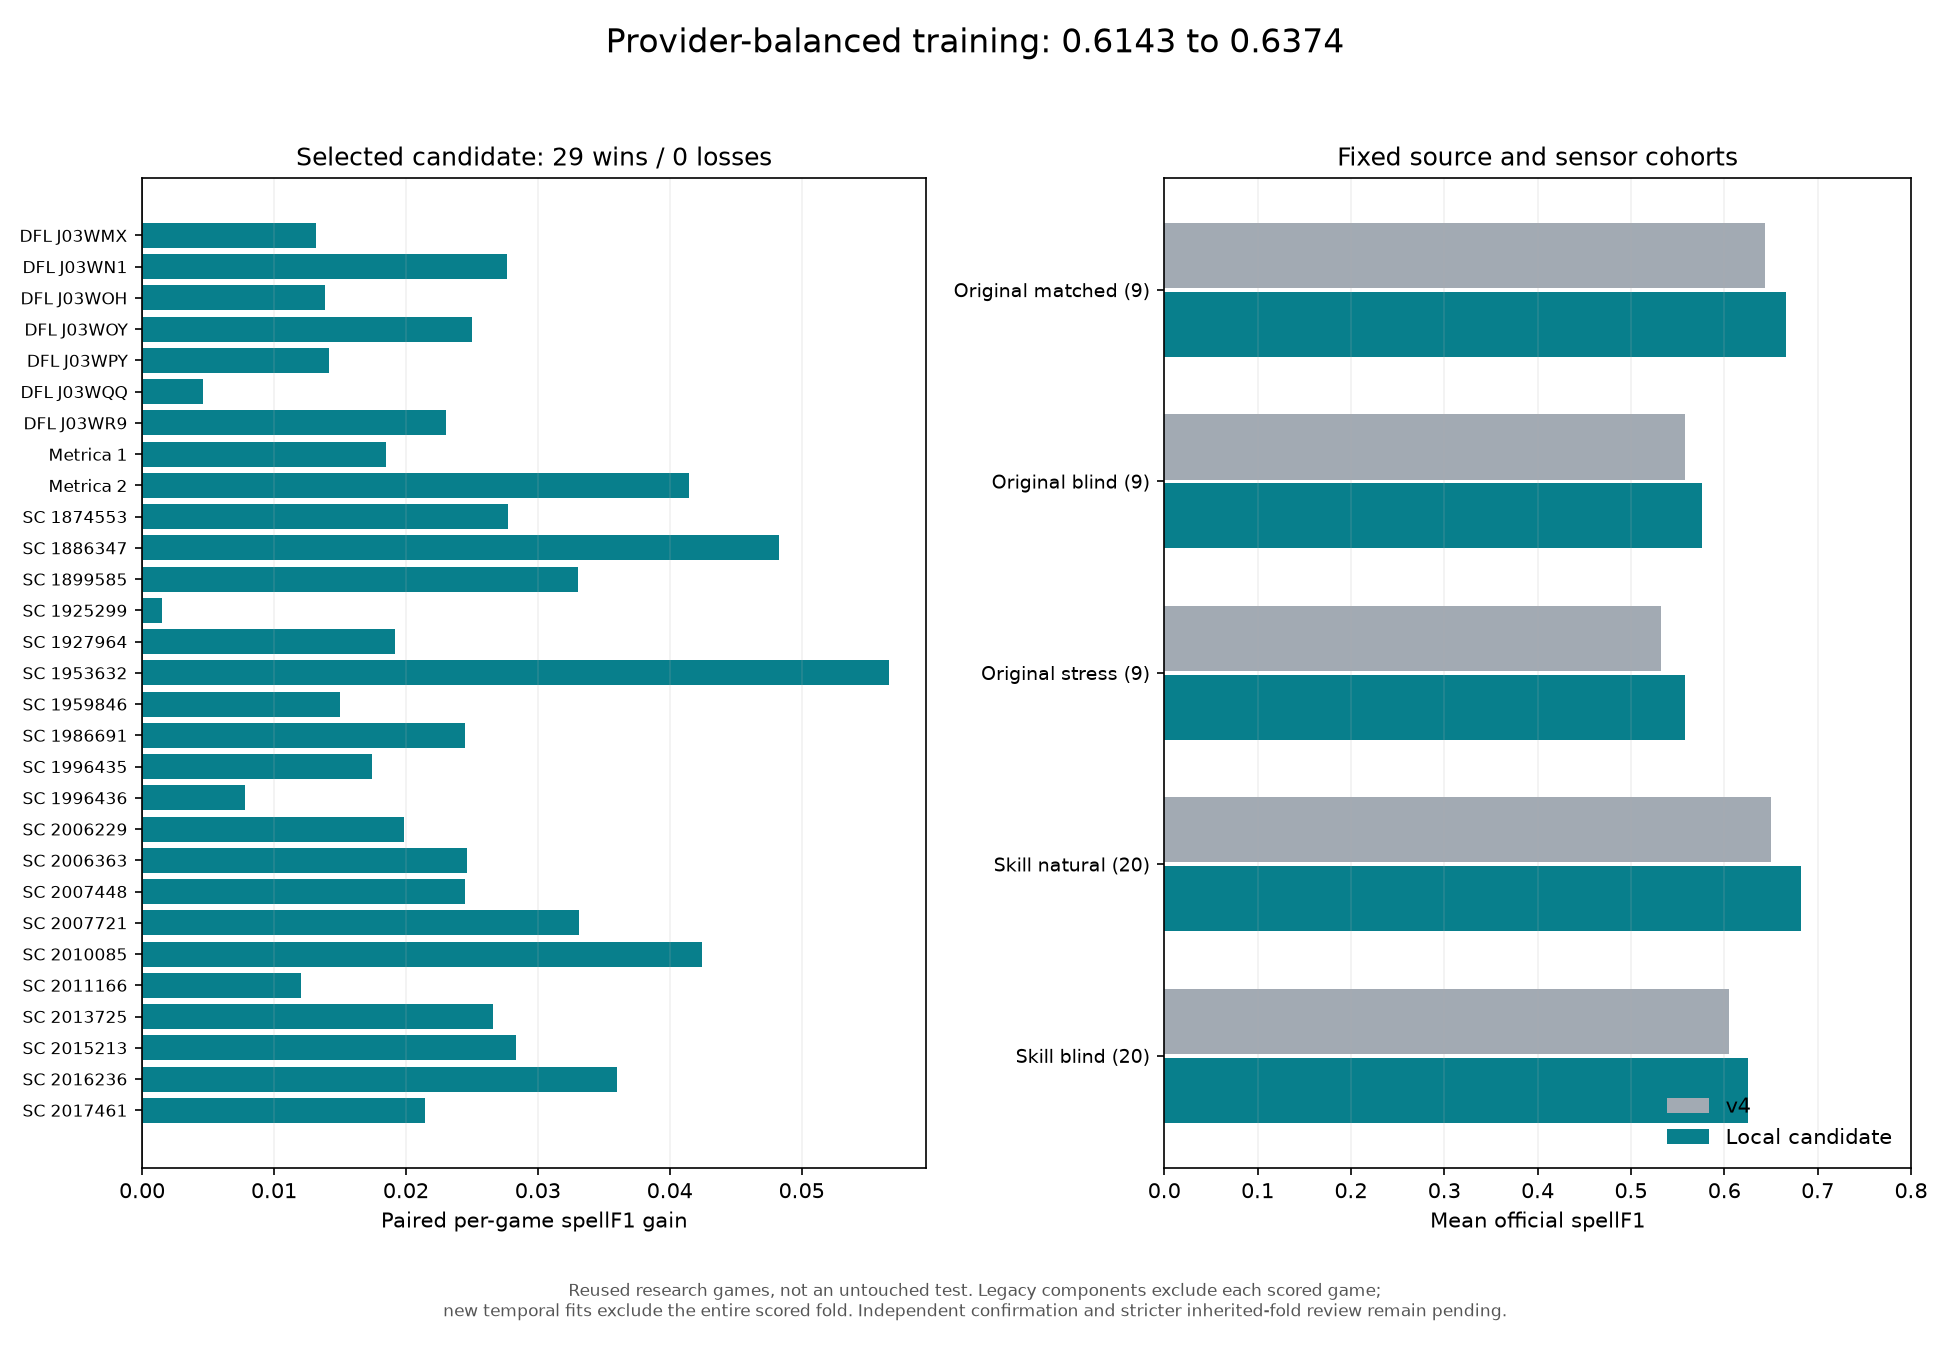 Provider-balanced training: 0.6143 to 0.6374
Selected candidate: 29 wins / 0 losses
DFL J03WMX
DFL J03WN1
DFL J03WOH
DFL J03WOY
DFL J03WPY
DFL J03WQQ
DFL J03WR9
Metrica 1
Metrica 2
SC 1874553
SC 1886347
SC 1899585
SC 1925299
SC 1927964
SC 1953632
SC 1959846
SC 1986691
SC 1996435
SC 1996436
SC 2006229
SC 2006363
SC 2007448
SC 2007721
SC 2010085
SC 2011166
SC 2013725
SC 2015213
SC 2016236
SC 2017461
0.00 0.01 0.02 0.03 0.04 0.05
Paired per-game spellF1 gain
Fixed source and sensor cohorts
Original matched (9)
Original blind (9)
Original stress (9)
Skill natural (20)
Skill blind (20)
v4
Local candidate
0.0 0.1 0.2 0.3 0.4 0.5 0.6 0.7 0.8
Mean official spellF1
Reused research games, not an untouched test. Legacy components exclude each scored game;
new temporal fits exclude the entire scored fold. Independent confirmation and stricter inherited-fold review remain pending.